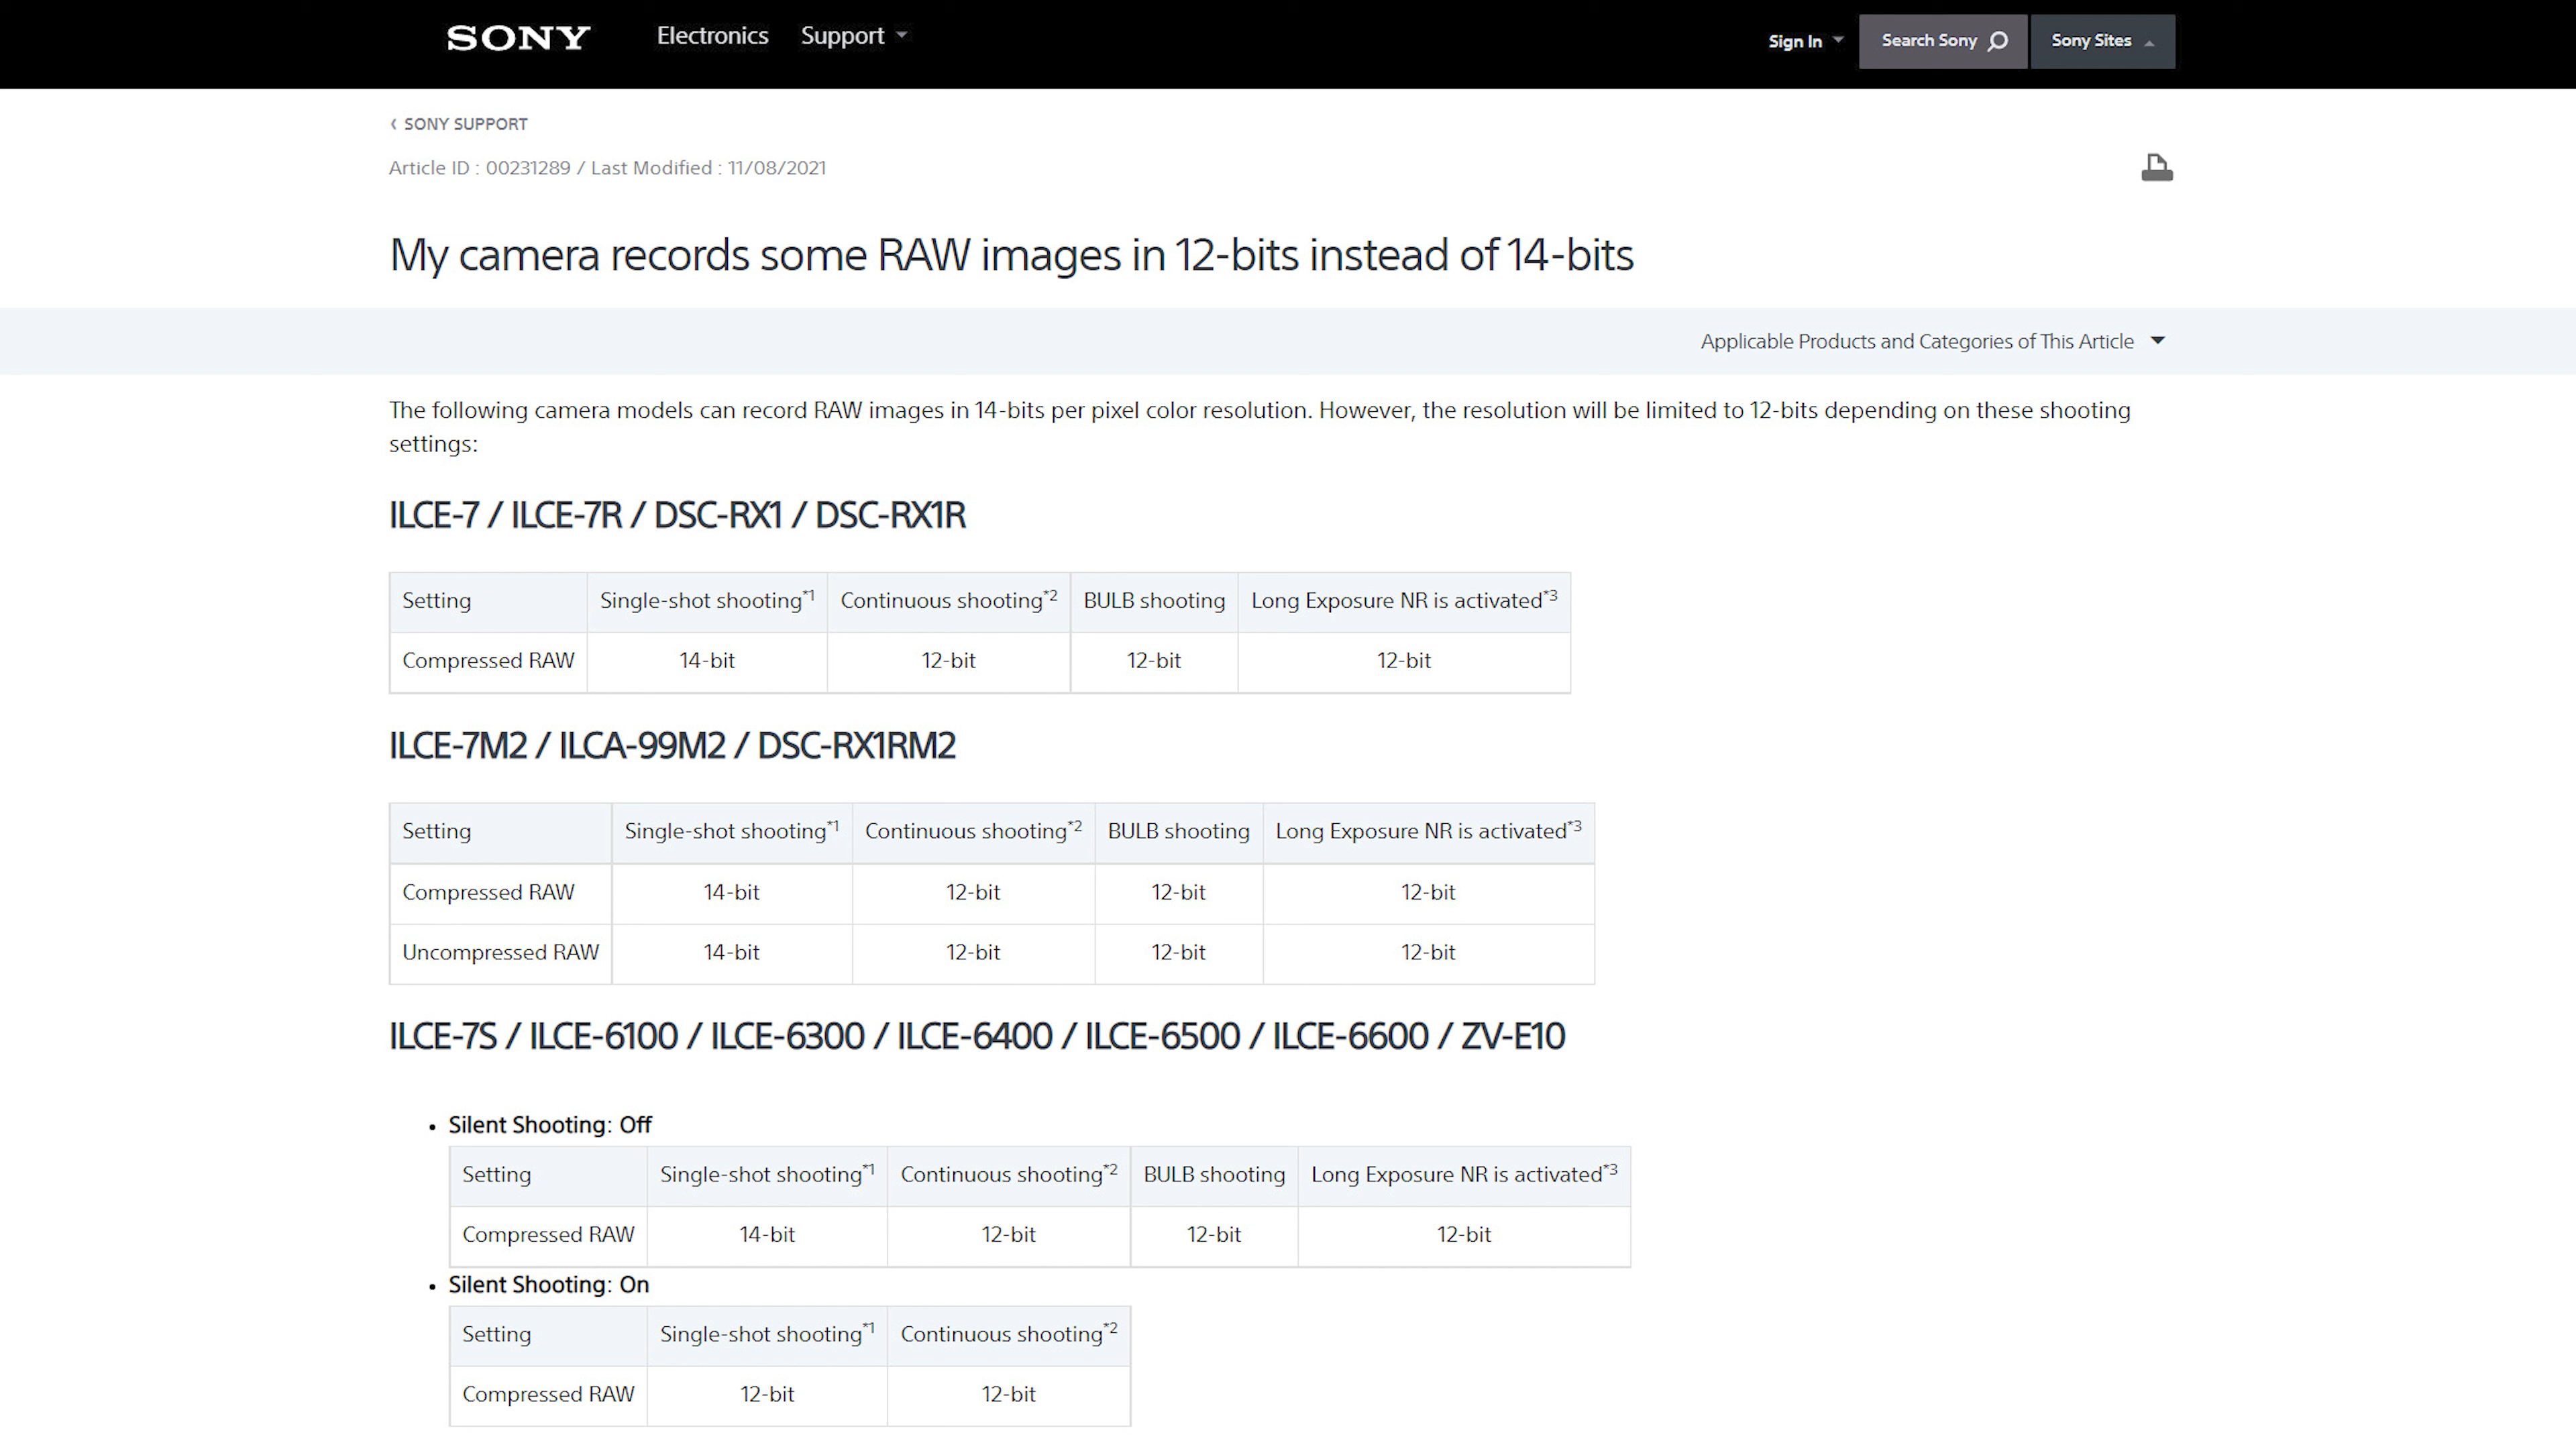 SONY Electronics Support Sign In Search Sony Sony Sites
‹ SONY SUPPORT
Article ID : 00231289 / Last Modified : 11/08/2021
My camera records some RAW images in 12-bits instead of 14-bits
Applicable Products and Categories of This Article
The following camera models can record RAW images in 14-bits per pixel color resolution. However, the resolution will be limited to 12-bits depending on these shooting
settings:
ILCE-7 / ILCE-7R / DSC-RX1 / DSC-RX1R
Setting Single-shot shooting*1 Continuous shooting*2 BULB shooting Long Exposure NR is activated*3
Compressed RAW 14-bit 12-bit 12-bit 12-bit
ILCE-7M2 / ILCA-99M2 / DSC-RX1RM2
Setting Single-shot shooting*1 Continuous shooting*2 BULB shooting Long Exposure NR is activated*3
Compressed RAW 14-bit 12-bit 12-bit 12-bit
Uncompressed RAW 14-bit 12-bit 12-bit 12-bit
ILCE-7S / ILCE-6100 / ILCE-6300 / ILCE-6400 / ILCE-6500 / ILCE-6600 / ZV-E10
• Silent Shooting: Off
Setting Single-shot shooting*1 Continuous shooting*2 BULB shooting Long Exposure NR is activated*3
Compressed RAW 14-bit 12-bit 12-bit 12-bit
• Silent Shooting: On
Setting Single-shot shooting*1 Continuous shooting*2
Compressed RAW 12-bit 12-bit